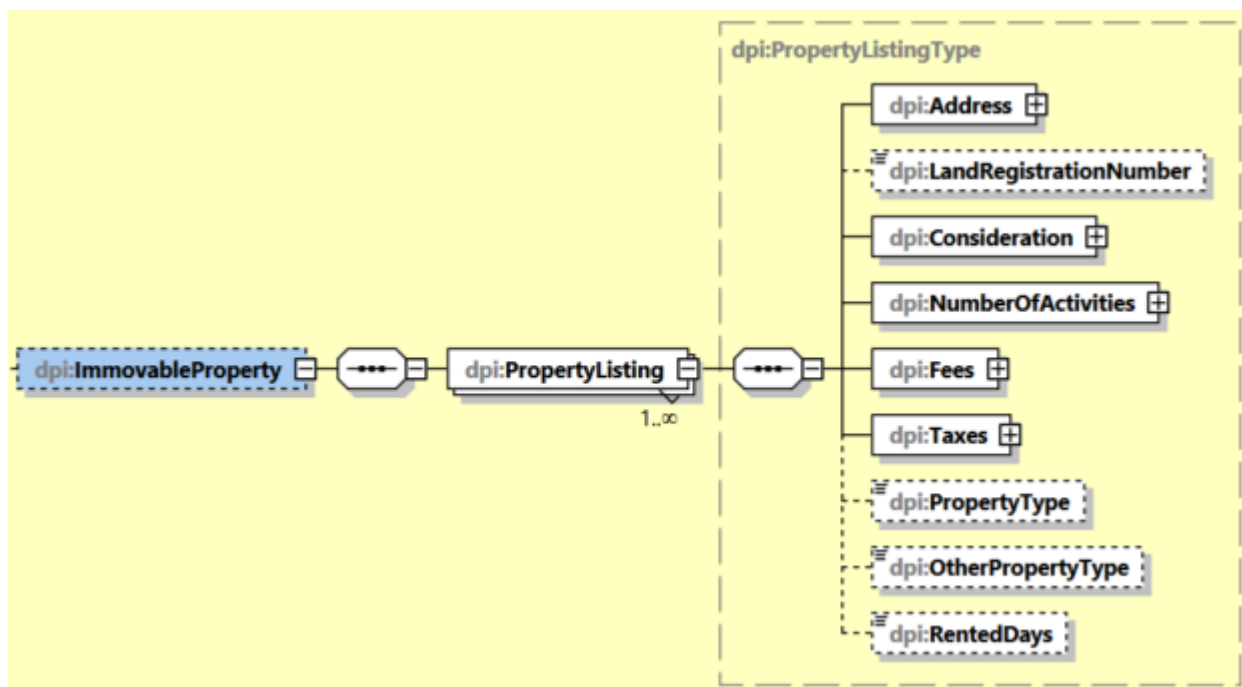 dpi:PropertyListingType
dpi:Address
dpi:LandRegistrationNumber
dpi:Consideration
dpi:NumberOfActivities
dpi:ImmovableProperty
dpi:PropertyListing
1..∞
dpi:Fees
dpi:Taxes
dpi:PropertyType
dpi:OtherPropertyType
dpi:RentedDays